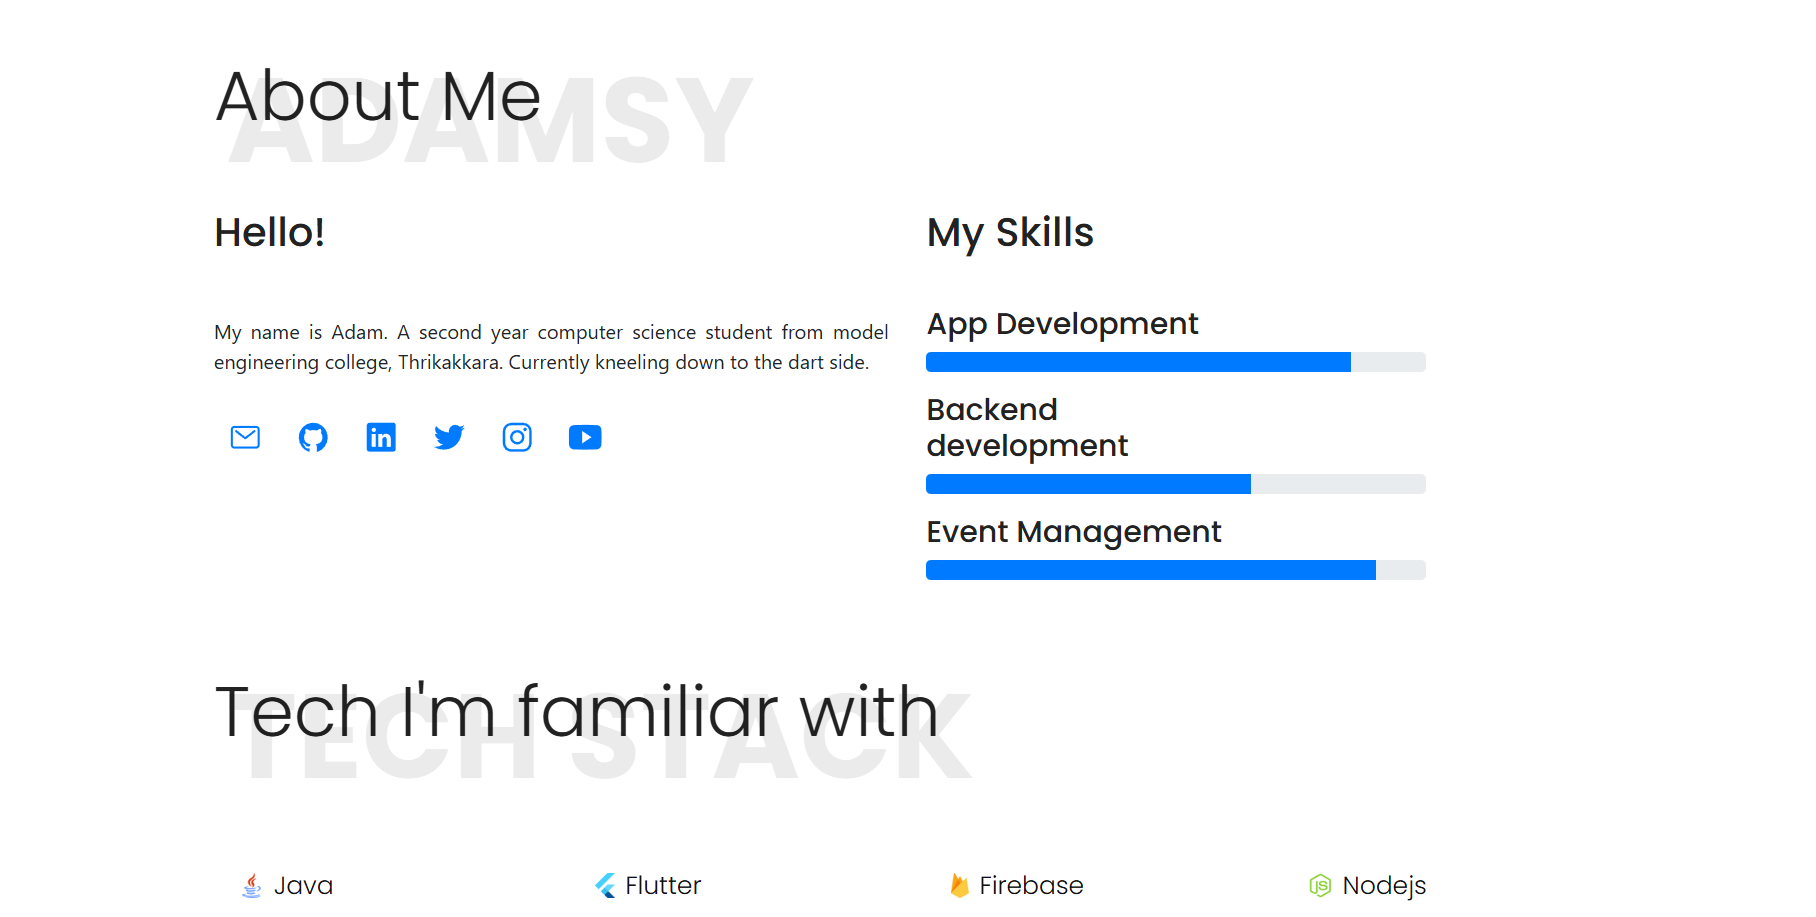 About Me
ADAMSY
Hello!
My name is Adam. A second year computer science student from model
engineering college, Thrikakkara. Currently kneeling down to the dart side.
My Skills
App Development
Backend
development
Event Management
Tech I'm familiar with
TECH STACK
Java
Flutter
Firebase
Nodejs